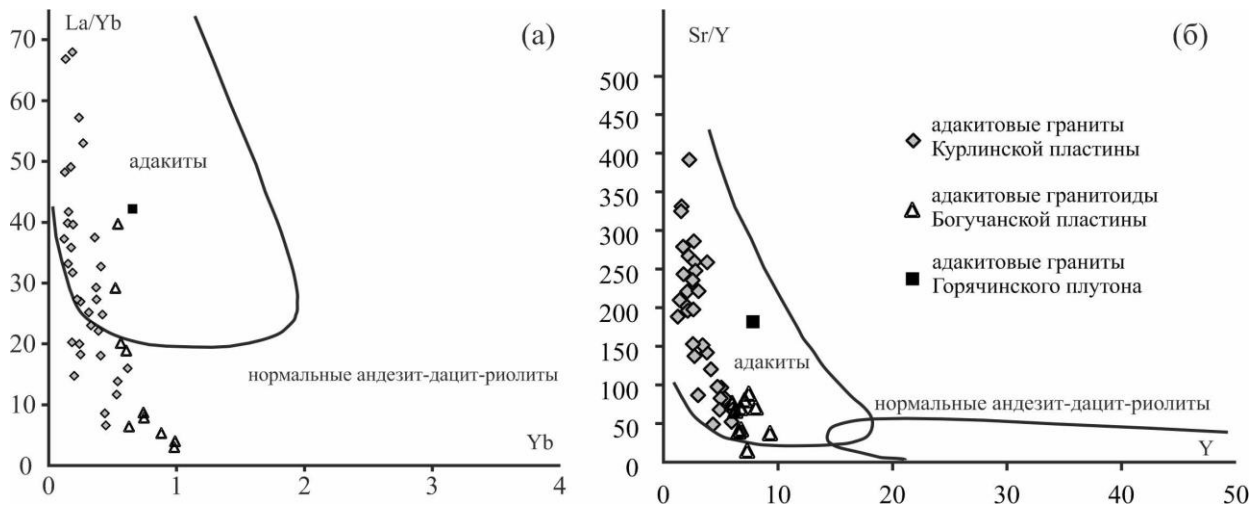 La/Yb
(а)
70
60
50
40
30
20
10
0
адакиты
нормальные андезит-дацит-риолиты
Yb
0 1 2 3 4
Sr/Y
(б)
500
450
400
350
300
250
200
150
100
50
0
адакитовые граниты
Курлинской пластины
адакитовые гранитоиды
Богучанской пластины
адакитовые граниты
Горячинского плутона
адакиты
нормальные андезит-дацит-риолиты
Y
0 10 20 30 40 50